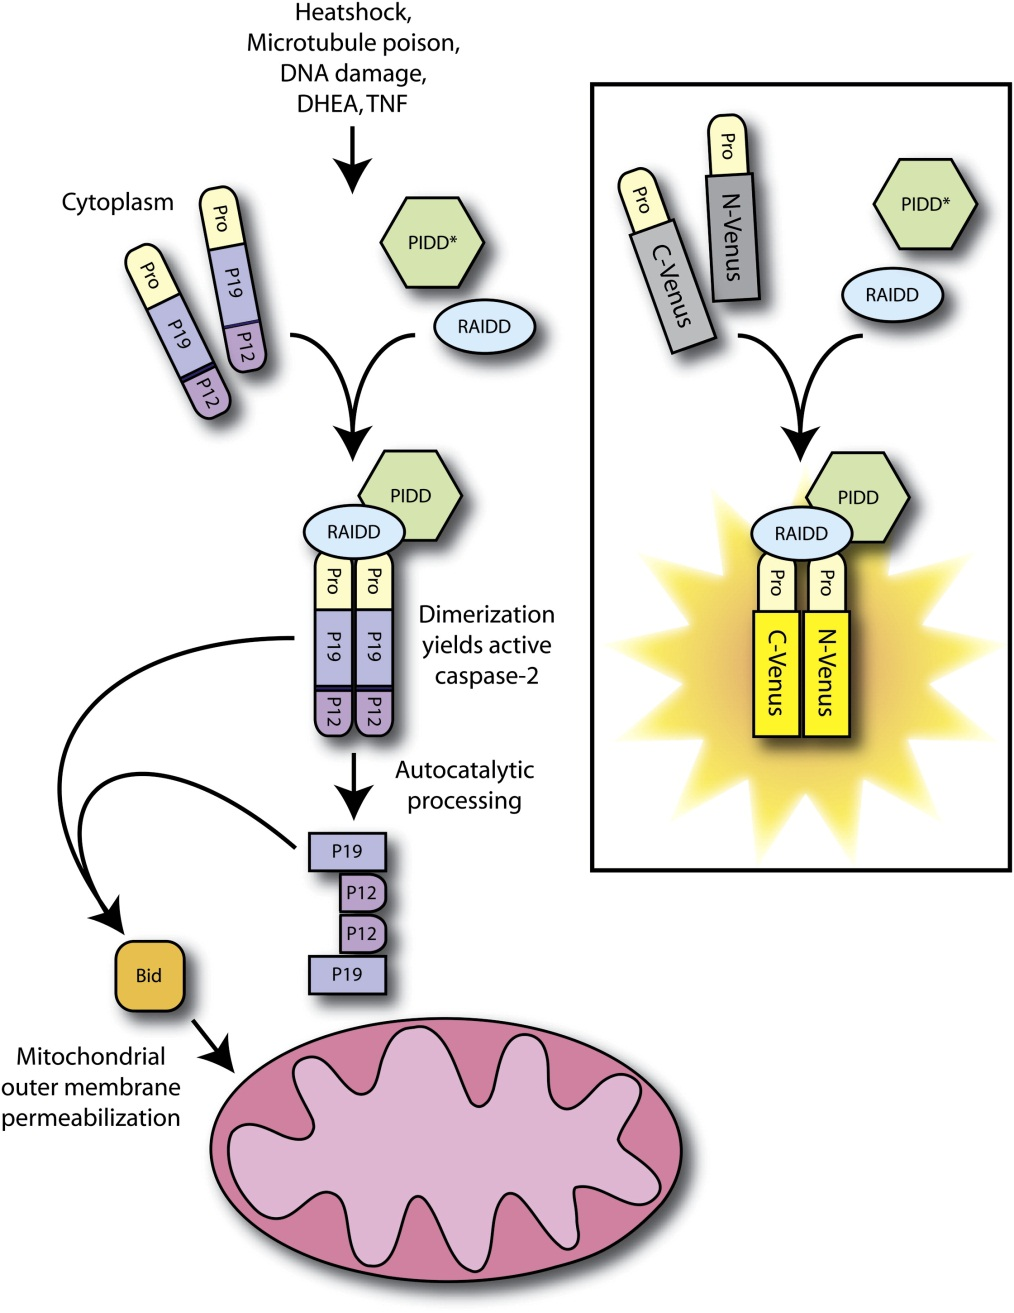 Heatshock,
Microtubule poison,
DNA damage,
DHEA, TNF
Cytoplasm
Pro
P19
P12
Pro
P19
P12
PIDD*
RAIDD
PIDD
RAIDD
Pro
Pro
P19
P19
P12
P12
Dimerization
yields active
caspase-2
Autocatalytic
processing
P19
P12
P12
P19
Bid
Mitochondrial
outer membrane
permeabilization
Pro
C-Venus
Pro
N-Venus
PIDD*
RAIDD
PIDD
RAIDD
Pro
Pro
C-Venus
N-Venus